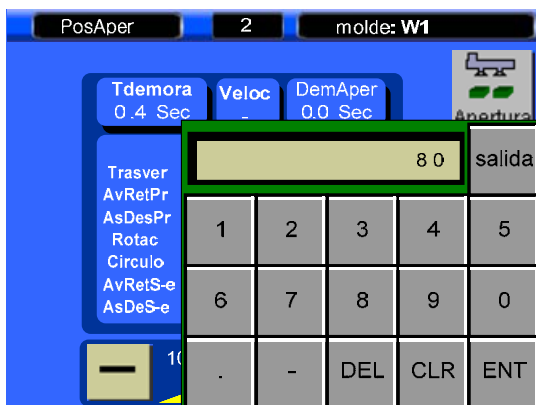 PosAper 2 molde: W1
Tdemora Veloc DemAper
0.4 Sec - 0.0 Sec
Apertura
80 salida
Trasver
AvRetPr
AsDesPr
Rotac
Circulo
AvRetS-e
AsDeS-e
1 2 3 4 5
6 7 8 9 0
. - DEL CLR ENT
10